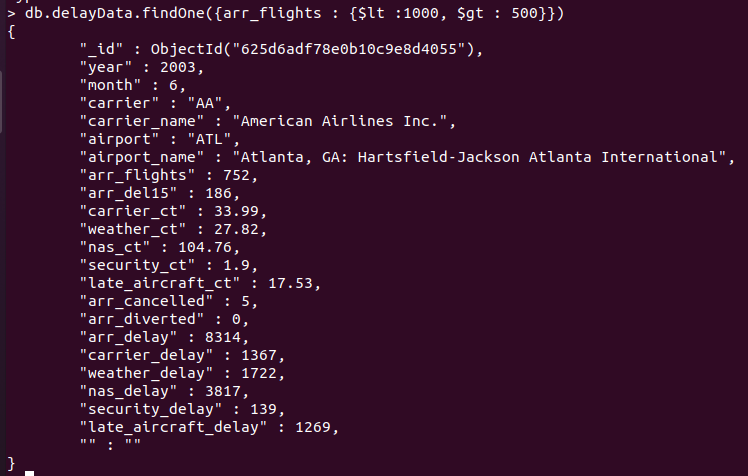 > db.delayData.findOne({arr_flights : {$lt :1000, $gt : 500}})
{
        "_id" : ObjectId("625d6adf78e0b10c9e8d4055"),
        "year" : 2003,
        "month" : 6,
        "carrier" : "AA",
        "carrier_name" : "American Airlines Inc.",
        "airport" : "ATL",
        "airport_name" : "Atlanta, GA: Hartsfield-Jackson Atlanta International",
        "arr_flights" : 752,
        "arr_del15" : 186,
        "carrier_ct" : 33.99,
        "weather_ct" : 27.82,
        "nas_ct" : 104.76,
        "security_ct" : 1.9,
        "late_aircraft_ct" : 17.53,
        "arr_cancelled" : 5,
        "arr_diverted" : 0,
        "arr_delay" : 8314,
        "carrier_delay" : 1367,
        "weather_delay" : 1722,
        "nas_delay" : 3817,
        "security_delay" : 139,
        "late_aircraft_delay" : 1269,
        "" : ""
}